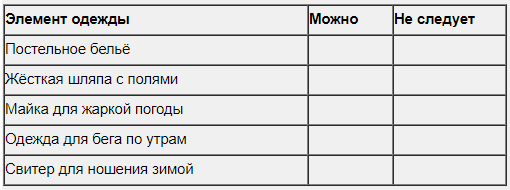 Элемент одежды Можно Не следует
Постельное бельё
Жёсткая шляпа с полями
Майка для жаркой погоды
Одежда для бега по утрам
Свитер для ношения зимой